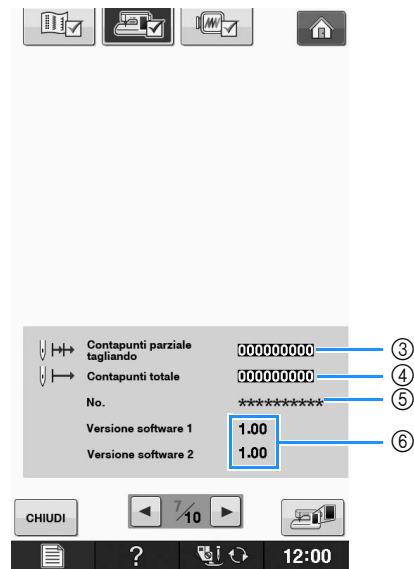 Contapunti parziale tagliando 000000000 ③
Contapunti totale 000000000 ④
No. ********** ⑤
Versione software 1 1.00
Versione software 2 1.00 ⑥
CHIUDI 7/10
? 12:00